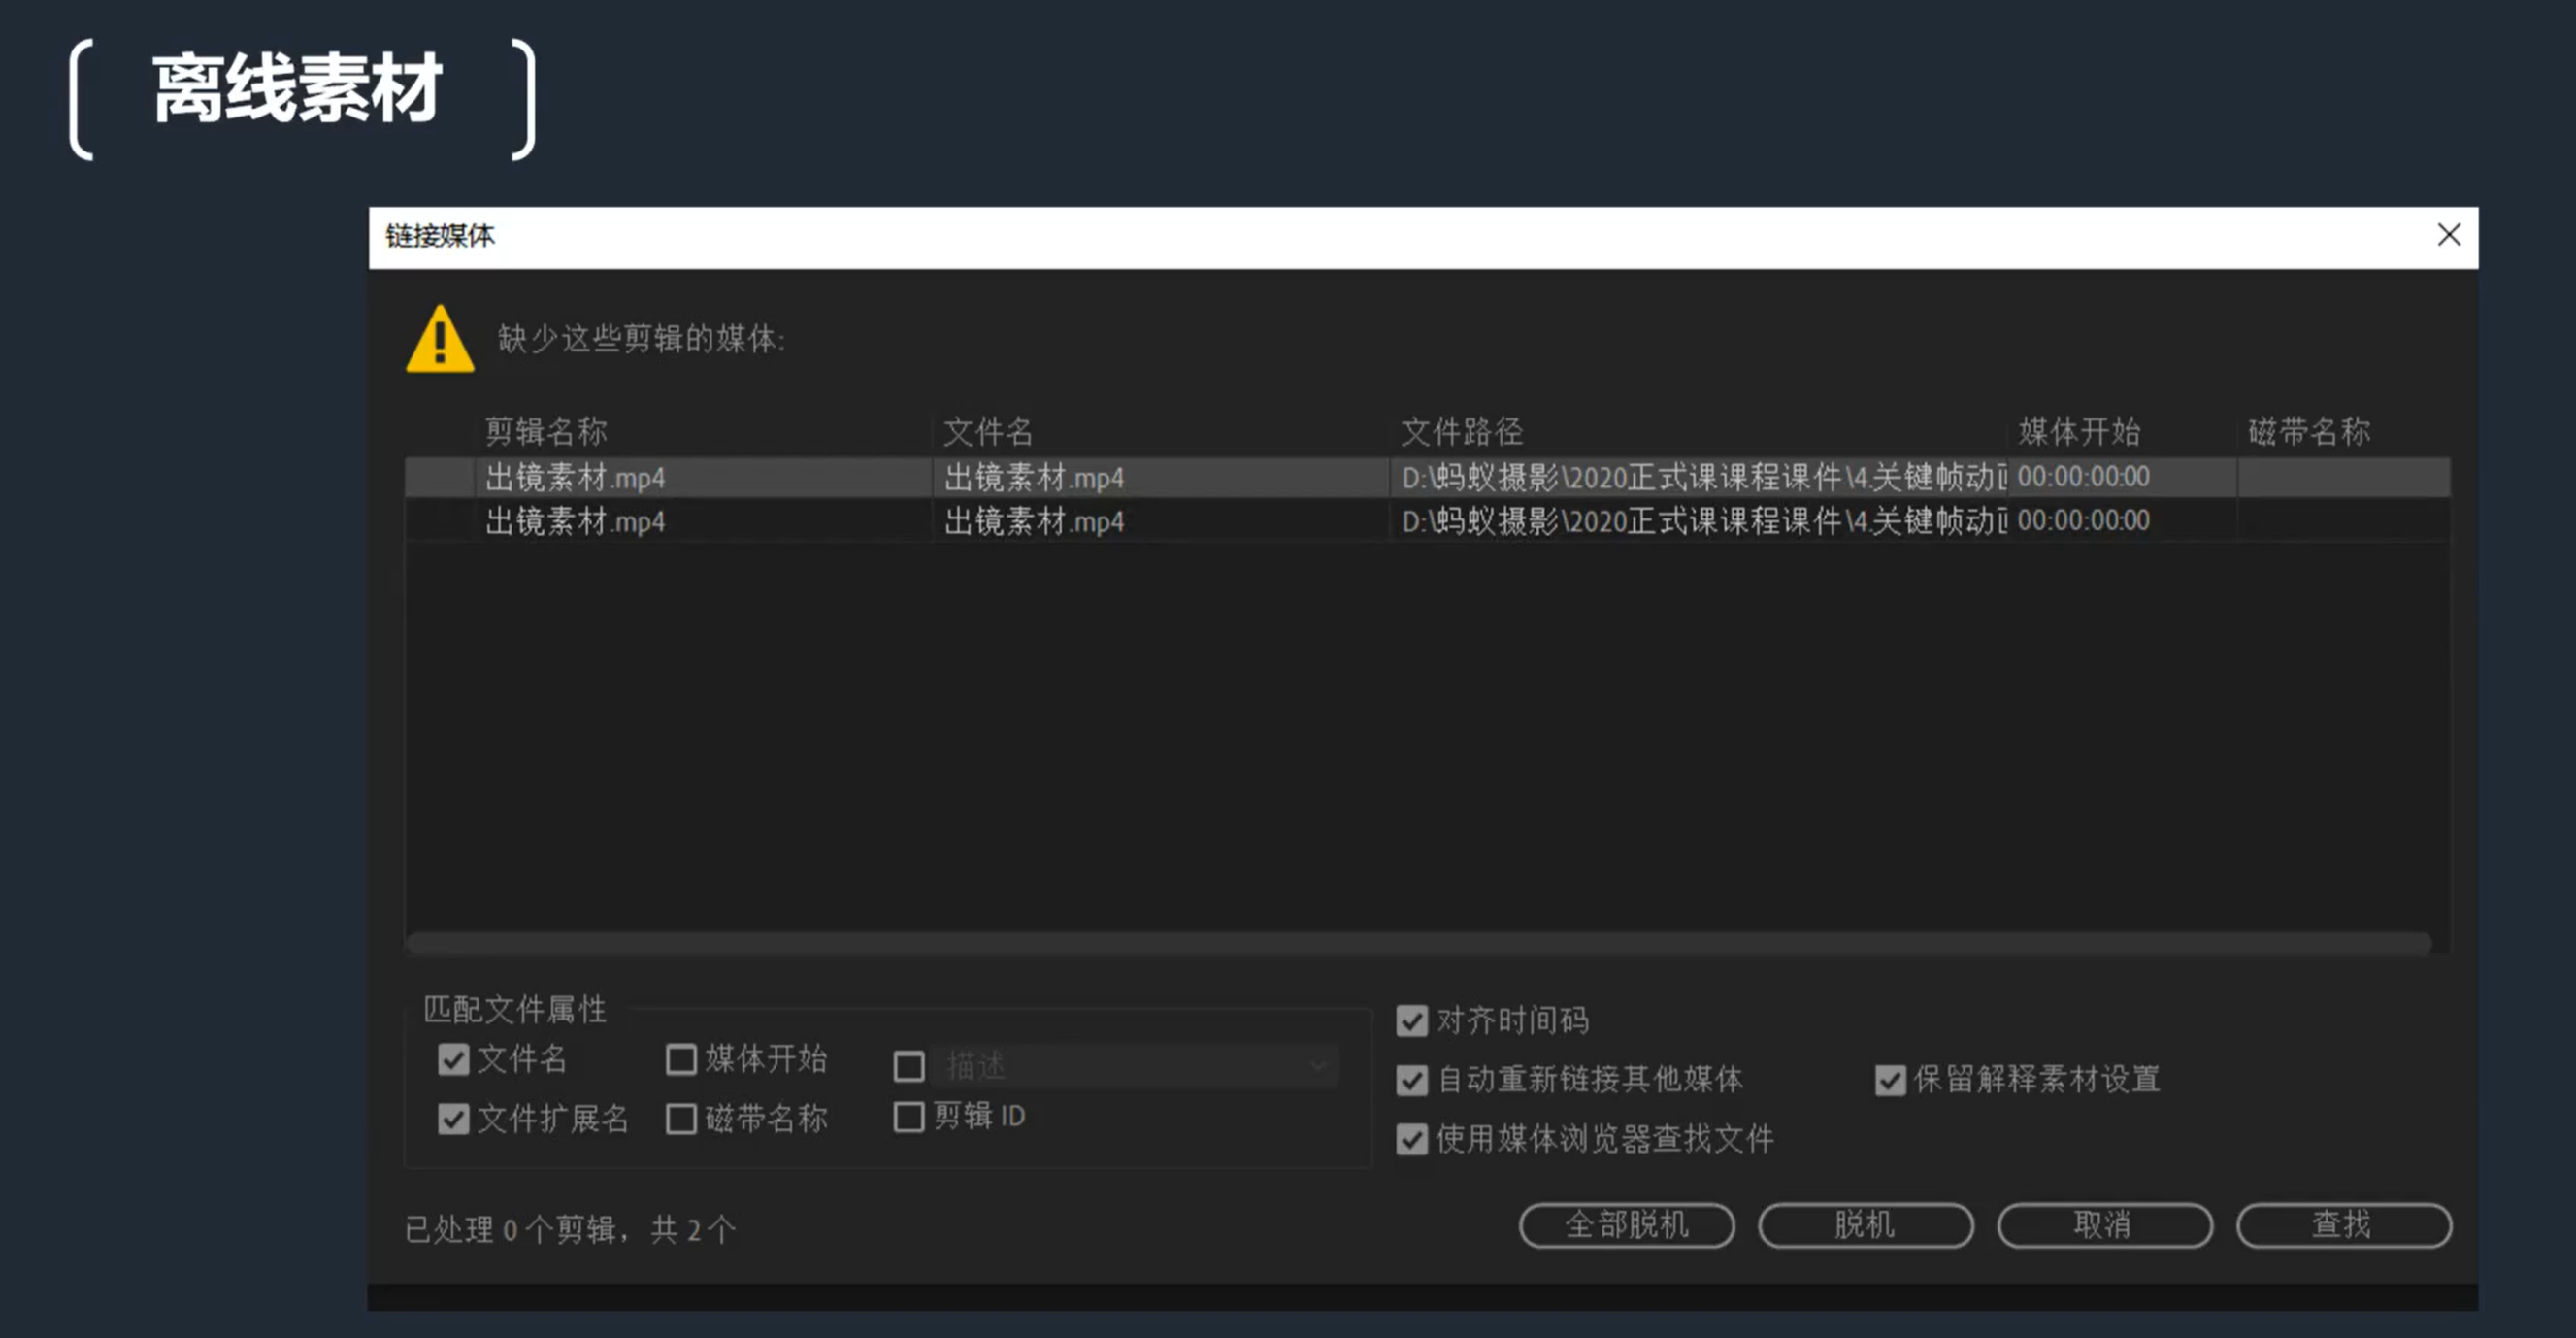 离线素材
链接媒体
缺少这些剪辑的媒体:
剪辑名称 文件名 文件路径 媒体开始 磁带名称
出镜素材.mp4 出镜素材.mp4 D:\蚂蚁摄影\2020正式课课程课件\4.关键帧动 00:00:00:00
出镜素材.mp4 出镜素材.mp4 D:\蚂蚁摄影\2020正式课课程课件\4.关键帧动 00:00:00:00
匹配文件属性
文件名 媒体开始 描述
文件扩展名 磁带名称 剪辑 ID
对齐时间码
自动重新链接其他媒体 保留解释素材设置
使用媒体浏览器查找文件
已处理 0 个剪辑，共 2 个
全部脱机 脱机 取消 查找